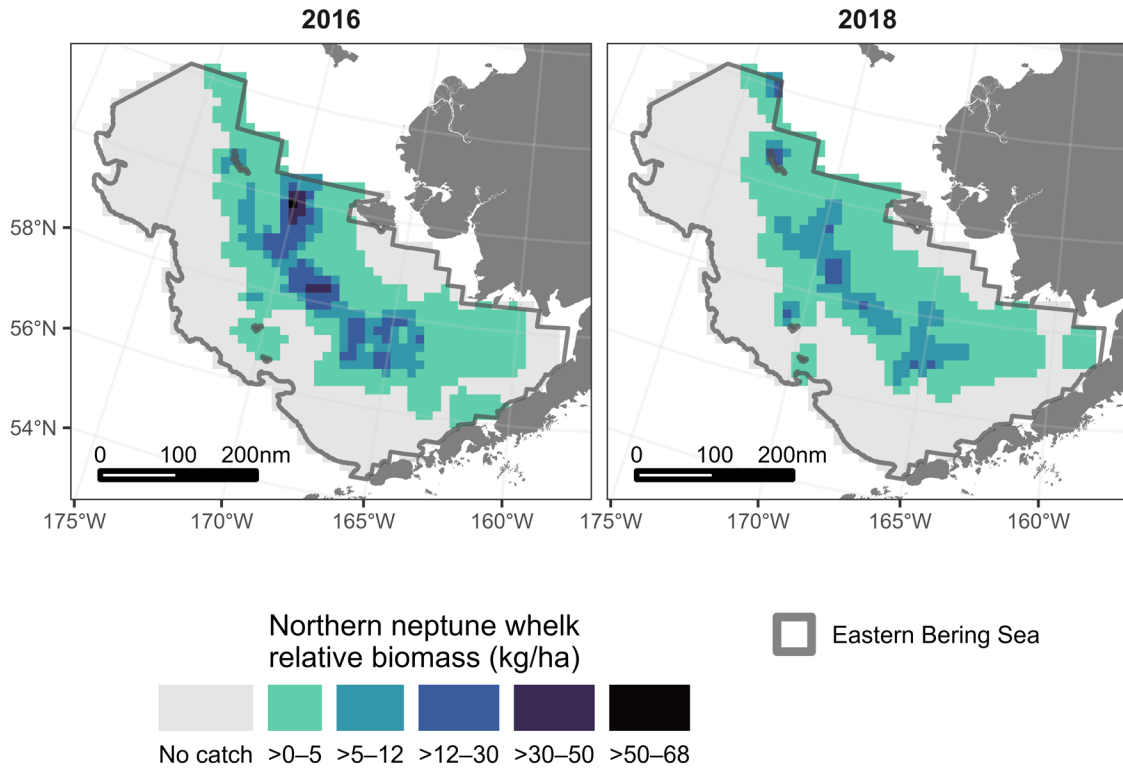 2016
2018
58°N
56°N
54°N
0 100 200nm
0 100 200nm
175°W 170°W 165°W 160°W 175°W 170°W 165°W 160°W
Northern neptune whelk
relative biomass (kg/ha)
Eastern Bering Sea
No catch >0–5 >5–12 >12–30 >30–50 >50–68